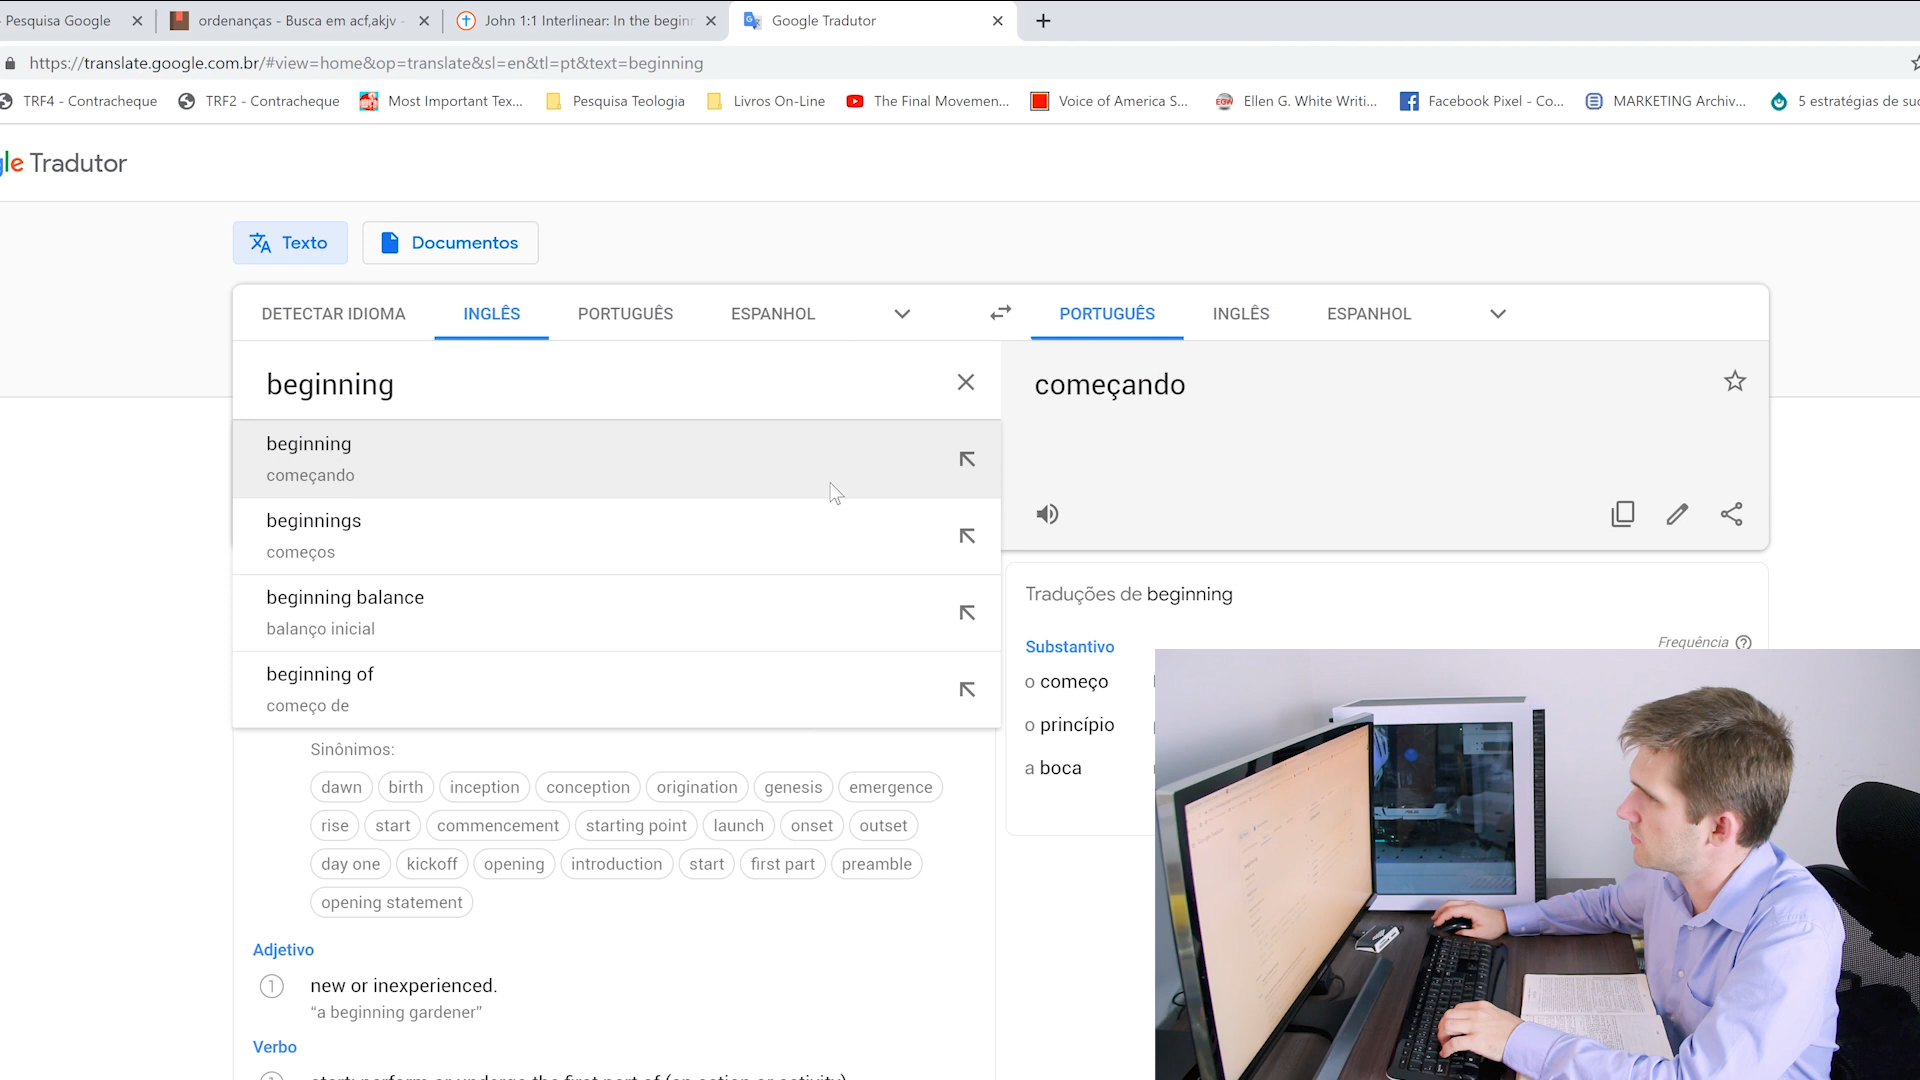 Pesquisa Google
ordenanças - Busca em acf,akjv -
John 1:1 Interlinear: In the beginn
Google Tradutor
https://translate.google.com.br/#view=home&op=translate&sl=en&tl=pt&text=beginning
TRF4 - Contracheque
TRF2 - Contracheque
Most Important Tex...
Pesquisa Teologia
Livros On-Line
The Final Movemen...
Voice of America S...
EGW
Ellen G. White Writi...
Facebook Pixel - Co...
MARKETING Archiv...
5 estratégias de suc
gle Tradutor
Texto
Documentos
DETECTAR IDIOMA
INGLÊS
PORTUGUÊS
ESPANHOL
PORTUGUÊS
INGLÊS
ESPANHOL
beginning
começando
beginning
começando
beginnings
começos
beginning balance
balanço inicial
beginning of
começo de
Traduções de beginning
Substantivo
Frequência
o começo
o princípio
a boca
Sinônimos:
dawn
birth
inception
conception
origination
genesis
emergence
rise
start
commencement
starting point
launch
onset
outset
day one
kickoff
opening
introduction
start
first part
preamble
opening statement
Adjetivo
1
new or inexperienced.
“a beginning gardener”
Verbo